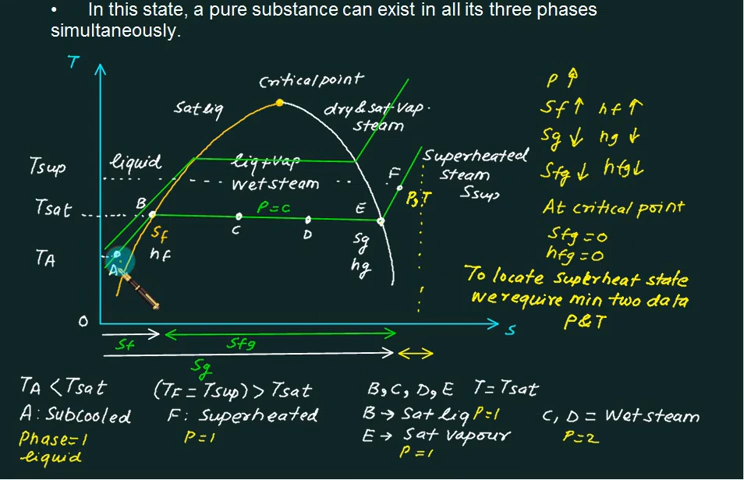 • In this state, a pure substance can exist in all its three phases
simultaneously.
T
Critical point
Sat liq
dry & sat vap.
steam
P ↑
Sf ↑ hf ↑
Sg ↓ hg ↓
Sfg ↓ hfg ↓
At critical point
Sfg = 0
hfg = 0
To locate Superheat state
we require min two data
P & T
Tsup
liquid
liq + vap
wet steam
F
Superheated
steam
Ssup
P, T
Tsat
B
P = C
E
Sf
hf
C
D
Sg
hg
TA
A
0
S
Sf
Sfg
Sg
TA < Tsat
(TF = Tsup) > Tsat
B, C, D, E T = Tsat
A : Subcooled
F : Superheated
B → Sat liq P = 1
C, D = Wet steam
Phase = 1
P = 1
E → Sat vapour
P = 2
liquid
P = 1